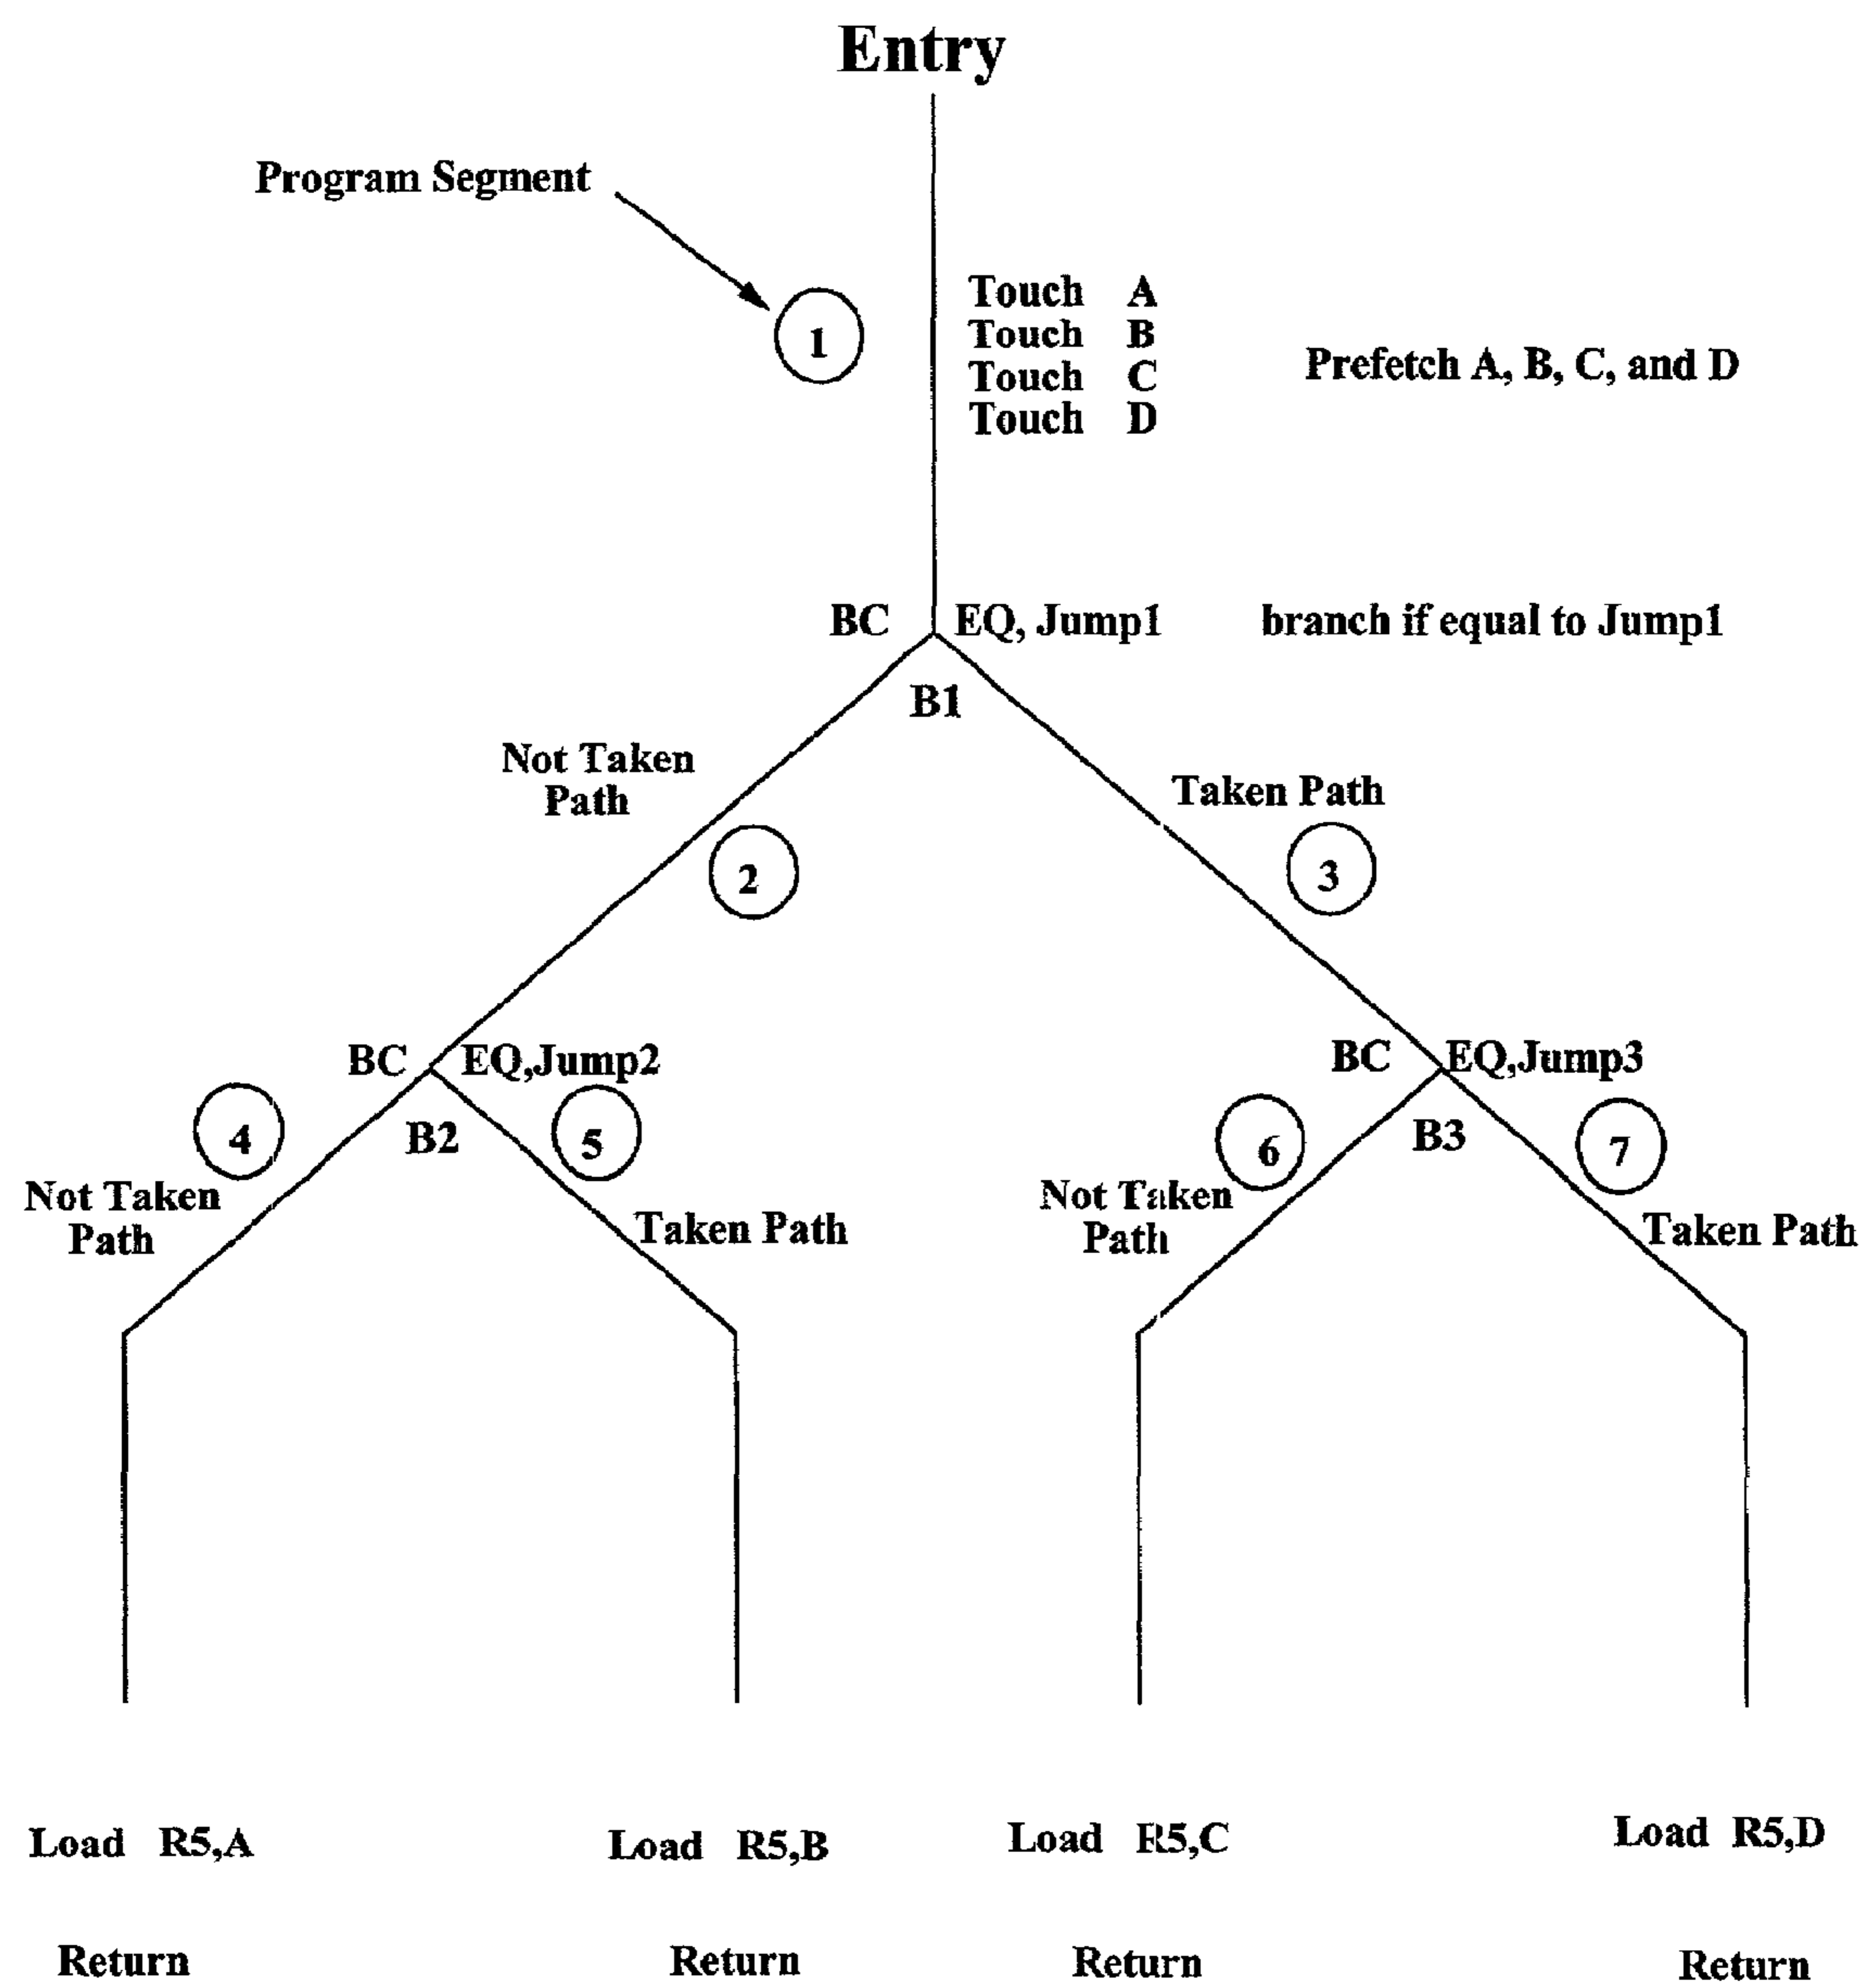 Entry
Program Segment
1
Touch A
Touch B
Touch C
Touch D
Prefetch A, B, C, and D
BC EQ, Jump1 branch if equal to Jump1
B1
Not Taken
Path
Taken Path
2
3
BC EQ,Jump2
BC EQ,Jump3
4
B2
5
6
B3
7
Not Taken
Path
Taken Path
Not Taken
Path
Taken Path
Load R5,A
Load R5,B
Load R5,C
Load R5,D
Return
Return
Return
Return